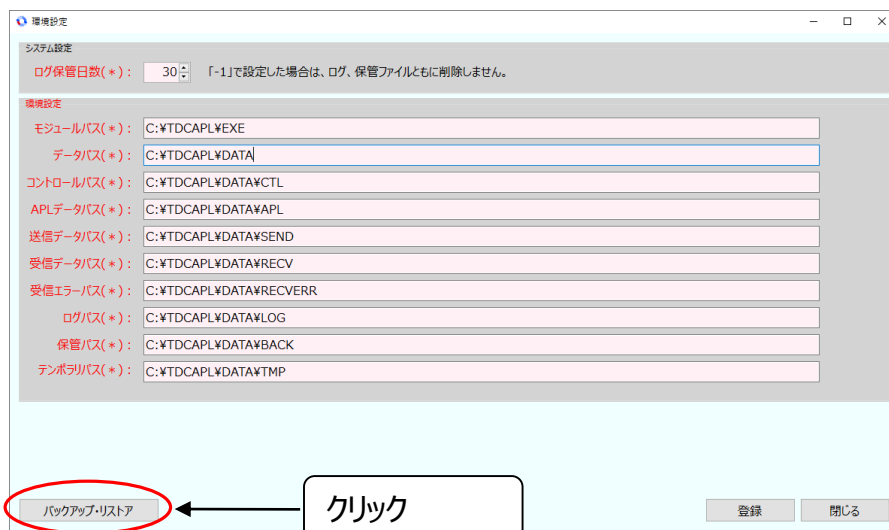 環境設定
システム設定
ログ保管日数(＊)： 30 「-1」で設定した場合は、ログ、保管ファイルともに削除しません。
環境設定
モジュールパス(＊)： C:¥TDCAPL¥EXE
データパス(＊)： C:¥TDCAPL¥DATA
コントロールパス(＊)： C:¥TDCAPL¥DATA¥CTL
APLデータパス(＊)： C:¥TDCAPL¥DATA¥APL
送信データパス(＊)： C:¥TDCAPL¥DATA¥SEND
受信データパス(＊)： C:¥TDCAPL¥DATA¥RECV
受信エラーパス(＊)： C:¥TDCAPL¥DATA¥RECVERR
ログパス(＊)： C:¥TDCAPL¥DATA¥LOG
保管パス(＊)： C:¥TDCAPL¥DATA¥BACK
テンポラリパス(＊)： C:¥TDCAPL¥DATA¥TMP
バックアップ・リストア クリック 登録 閉じる